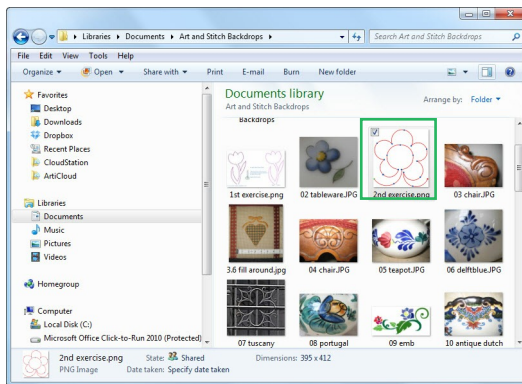 Libraries ▸ Documents ▸ Art and Stitch Backdrops ▸
Search Art and Stitch Backdrops
File Edit View Tools Help
Organize Open Share with Print E-mail Burn New folder
Favorites
Desktop
Downloads
Dropbox
Recent Places
CloudStation
ArtiCloud
Libraries
Documents
Music
Pictures
Videos
Homegroup
Computer
Local Disk (C:)
Microsoft Office Click-to-Run 2010 (Protected)
Documents library
Art and Stitch Backdrops
Arrange by: Folder
Backdrops
1st exercise.png
02 tableware.JPG
2nd exercise.png
03 chair.JPG
3.6 fill around.jpg
04 chair.JPG
05 teapot.JPG
06 delftblue.JPG
07 tuscany
08 portugal
09 emb
10 antique dutch
2nd exercise.png State: Shared Dimensions: 395 x 412
PNG Image Date taken: Specify date taken